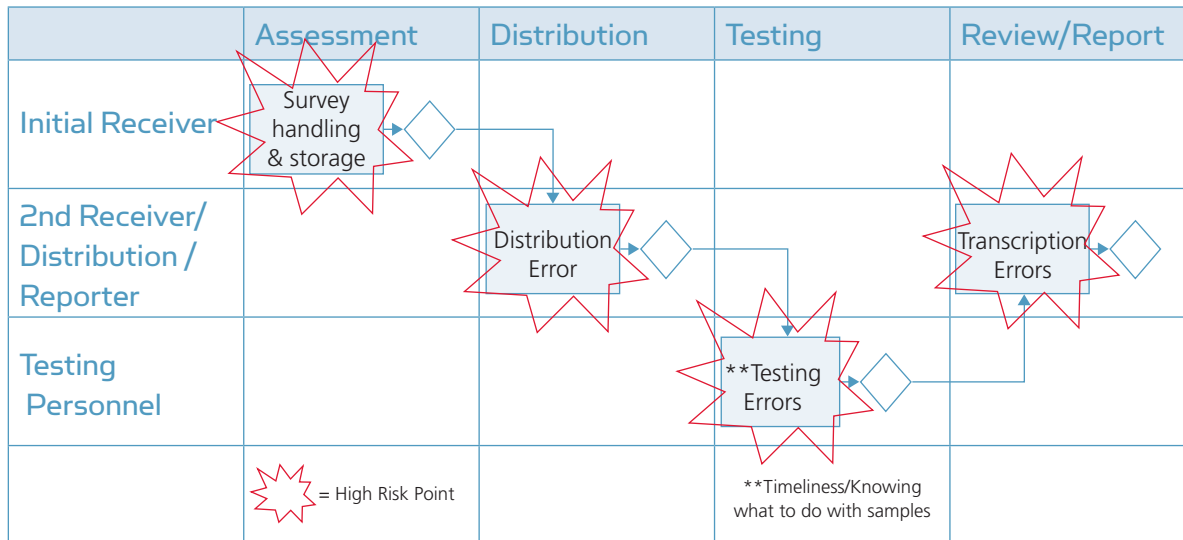 Assessment
Distribution
Testing
Review/Report
Initial Receiver
Survey
handling
& storage
2nd Receiver/
Distribution /
Reporter
Distribution
Error
Transcription
Errors
Testing
Personnel
**Testing
Errors
= High Risk Point
**Timeliness/Knowing
what to do with samples